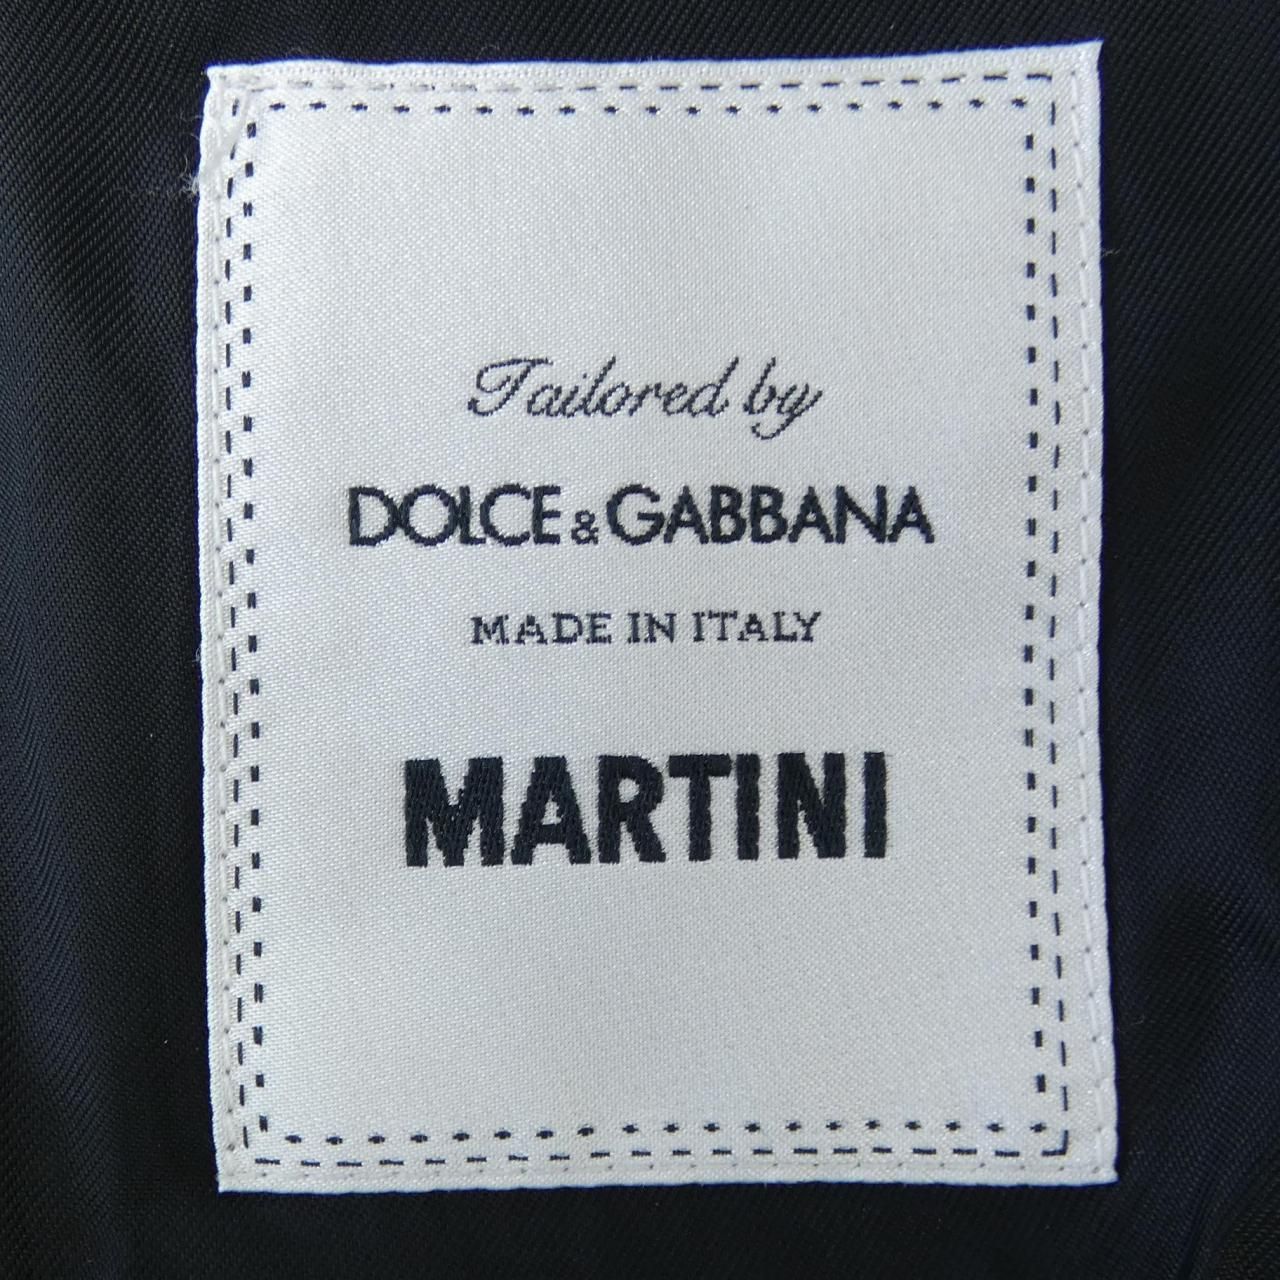 Tailored by
DOLCE & GABBANA
MADE IN ITALY
MARTINI